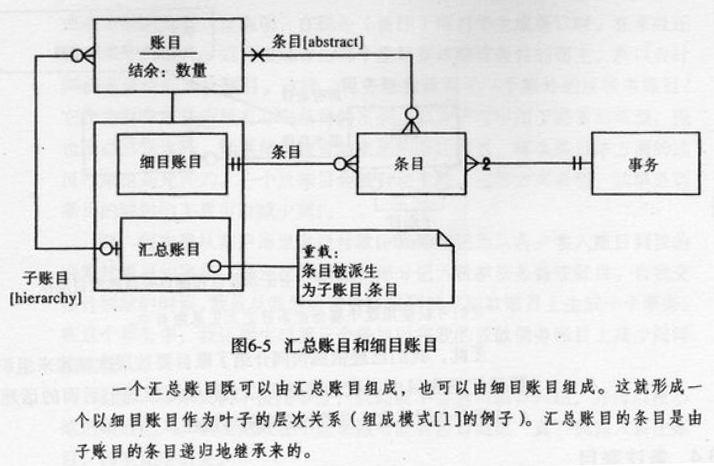 账目
条目[abstract]
结余：数量
细目账目
条目
条目
2
事务
汇总账目
重载：
条目被派生
为子账目.条目
子账目
[hierarchy]
图6-5 汇总账目和细目账目
一个汇总账目既可以由汇总账目组成，也可以由细目账目组成。这就形成一
个以细目账目作为叶子的层次关系（组成模式[1]的例子）。汇总账目的条目是由
子账目的条目递归地继承来的。